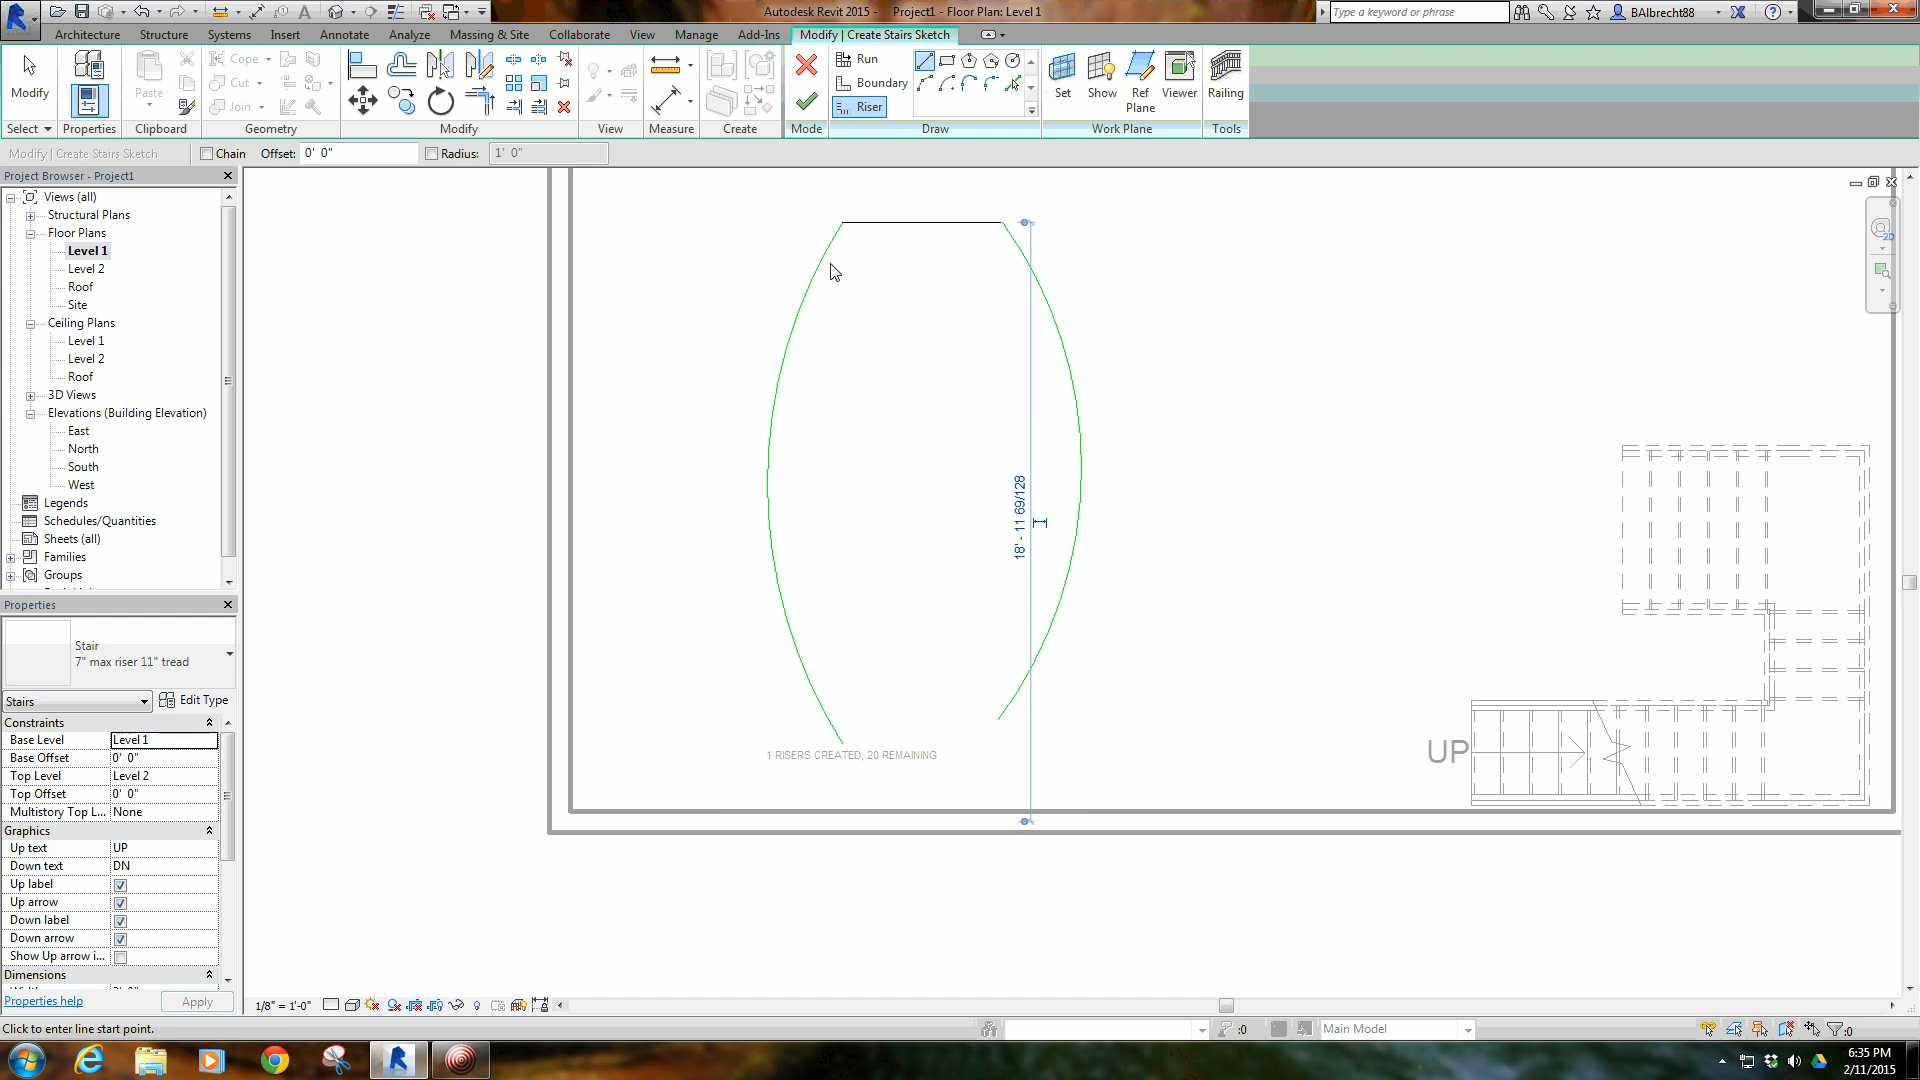 Autodesk Revit 2015 - Project1 - Floor Plan: Level 1
Type a keyword or phrase
BAlbrecht88
Architecture Structure Systems Insert Annotate Analyze Massing & Site Collaborate View Manage Add-Ins Modify | Create Stairs Sketch
Modify
Select
Properties
Paste
Clipboard
Cope
Cut
Join
Geometry
Modify
View
Measure
Create
Mode
Run
Boundary
Riser
Draw
Set
Show
Ref
Plane
Viewer
Work Plane
Railing
Tools
Modify | Create Stairs Sketch
Chain Offset: 0' 0" Radius: 1' 0"
Project Browser - Project1
Views (all)
Structural Plans
Floor Plans
Level 1
Level 2
Roof
Site
Ceiling Plans
Level 1
Level 2
Roof
3D Views
Elevations (Building Elevation)
East
North
South
West
Legends
Schedules/Quantities
Sheets (all)
Families
Groups
Properties
Stair
7" max riser 11" tread
Stairs Edit Type
Constraints
Base Level Level 1
Base Offset 0' 0"
Top Level Level 2
Top Offset 0' 0"
Multistory Top L... None
Graphics
Up text UP
Down text DN
Up label
Up arrow
Down label
Down arrow
Show Up arrow i...
Dimensions
Properties help Apply
2D
18' - 11 69/128
1 RISERS CREATED, 20 REMAINING
UP
1/8" = 1'-0"
Click to enter line start point.
:0
Main Model
:0
6:35 PM
2/11/2015